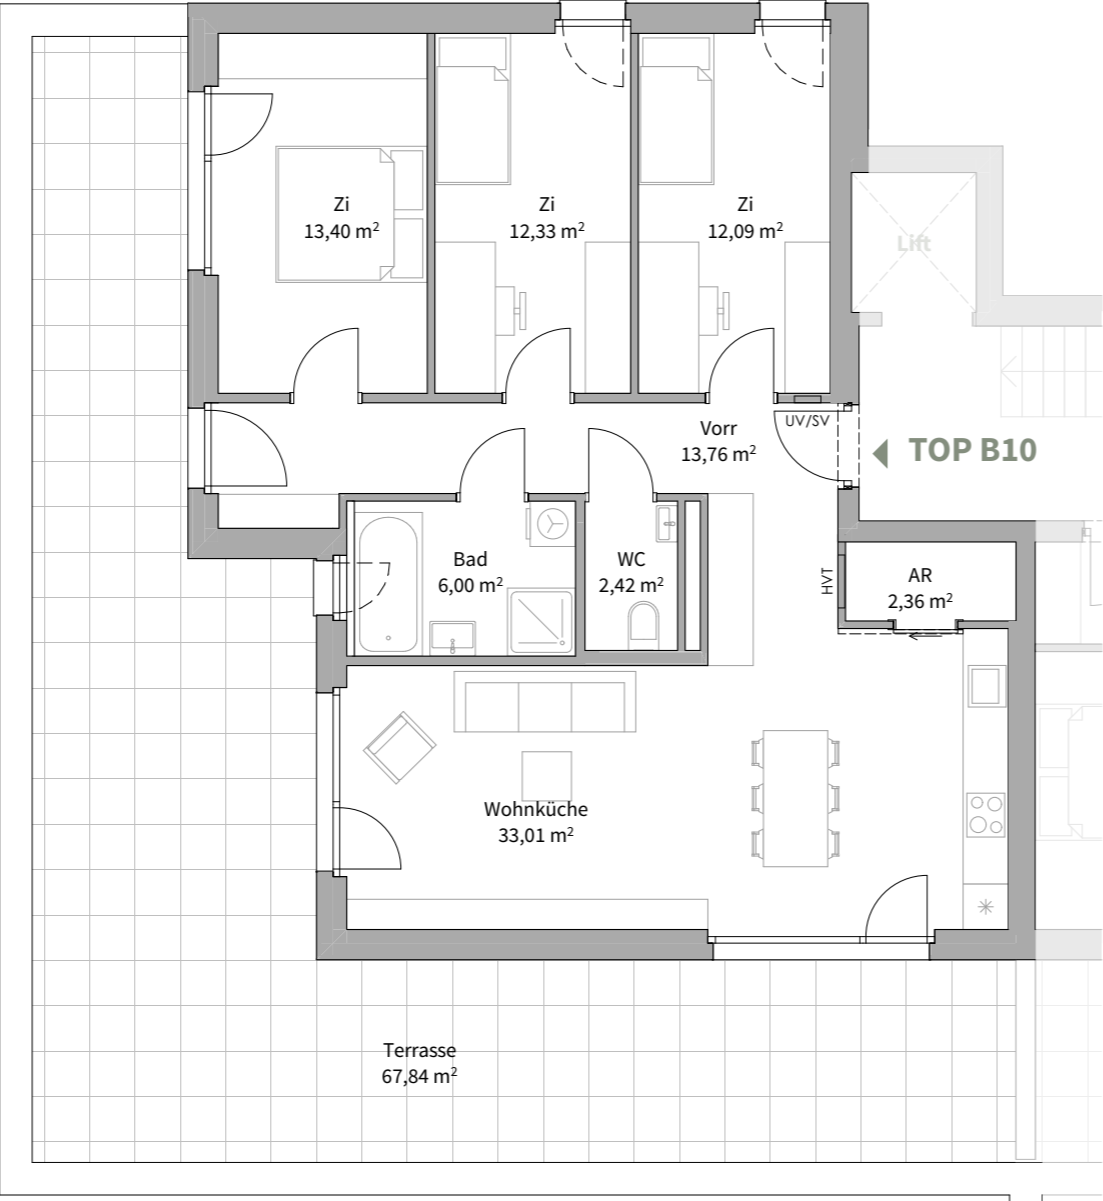 Zi
13,40 m²
Zi
12,33 m²
Zi
12,09 m²
Lift
Vorr
13,76 m²
UV/SV
TOP B10
Bad
6,00 m²
WC
2,42 m²
HVT
AR
2,36 m²
Wohnküche
33,01 m²
Terrasse
67,84 m²